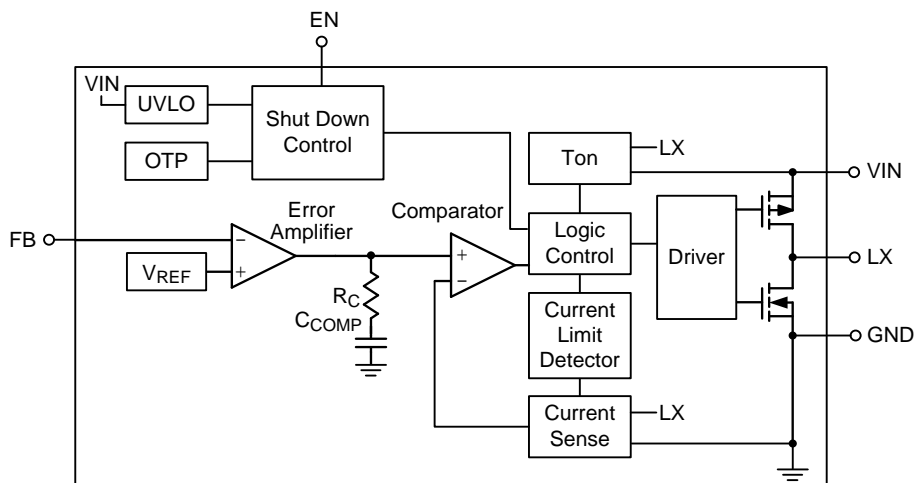 EN
VIN
UVLO
Shut Down
Control
OTP
Ton
LX
VIN
Error
Amplifier
Comparator
FB
−
+
VREF
+
−
Logic
Control
Driver
LX
RC
CCOMP
Current
Limit
Detector
GND
Current
Sense
LX